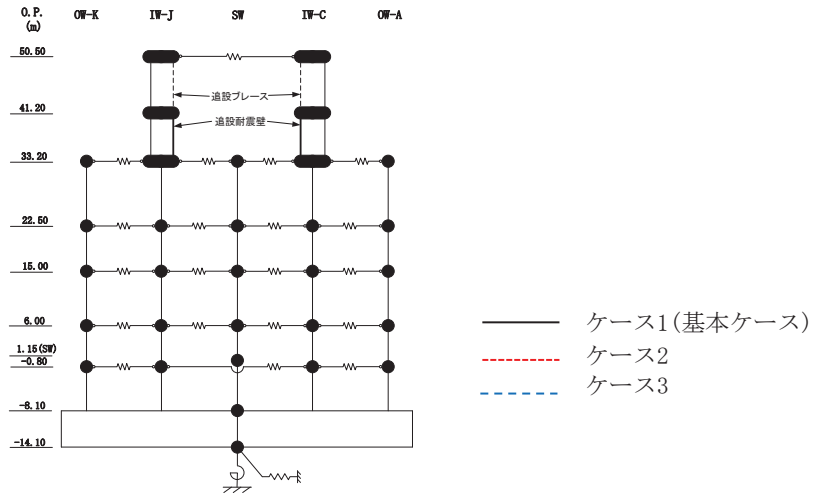 O.P.
(m)
OW-K IW-J SW IW-C OW-A
50.50
追設ブレース
41.20
追設耐震壁
33.20
22.50
15.00
6.00
1.15(SW)
-0.80
-8.10
-14.10
ケース1(基本ケース)
ケース2
ケース3